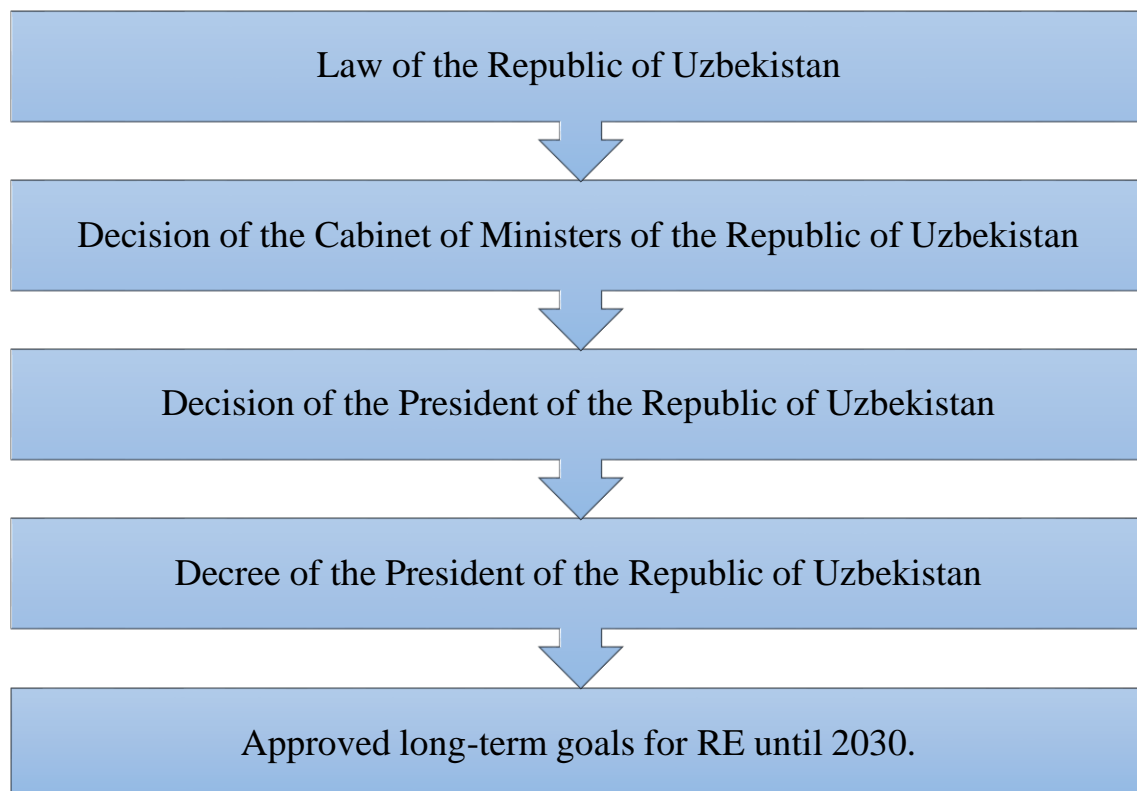 Law of the Republic of Uzbekistan
Decision of the Cabinet of Ministers of the Republic of Uzbekistan
Decision of the President of the Republic of Uzbekistan
Decree of the President of the Republic of Uzbekistan
Approved long-term goals for RE until 2030.